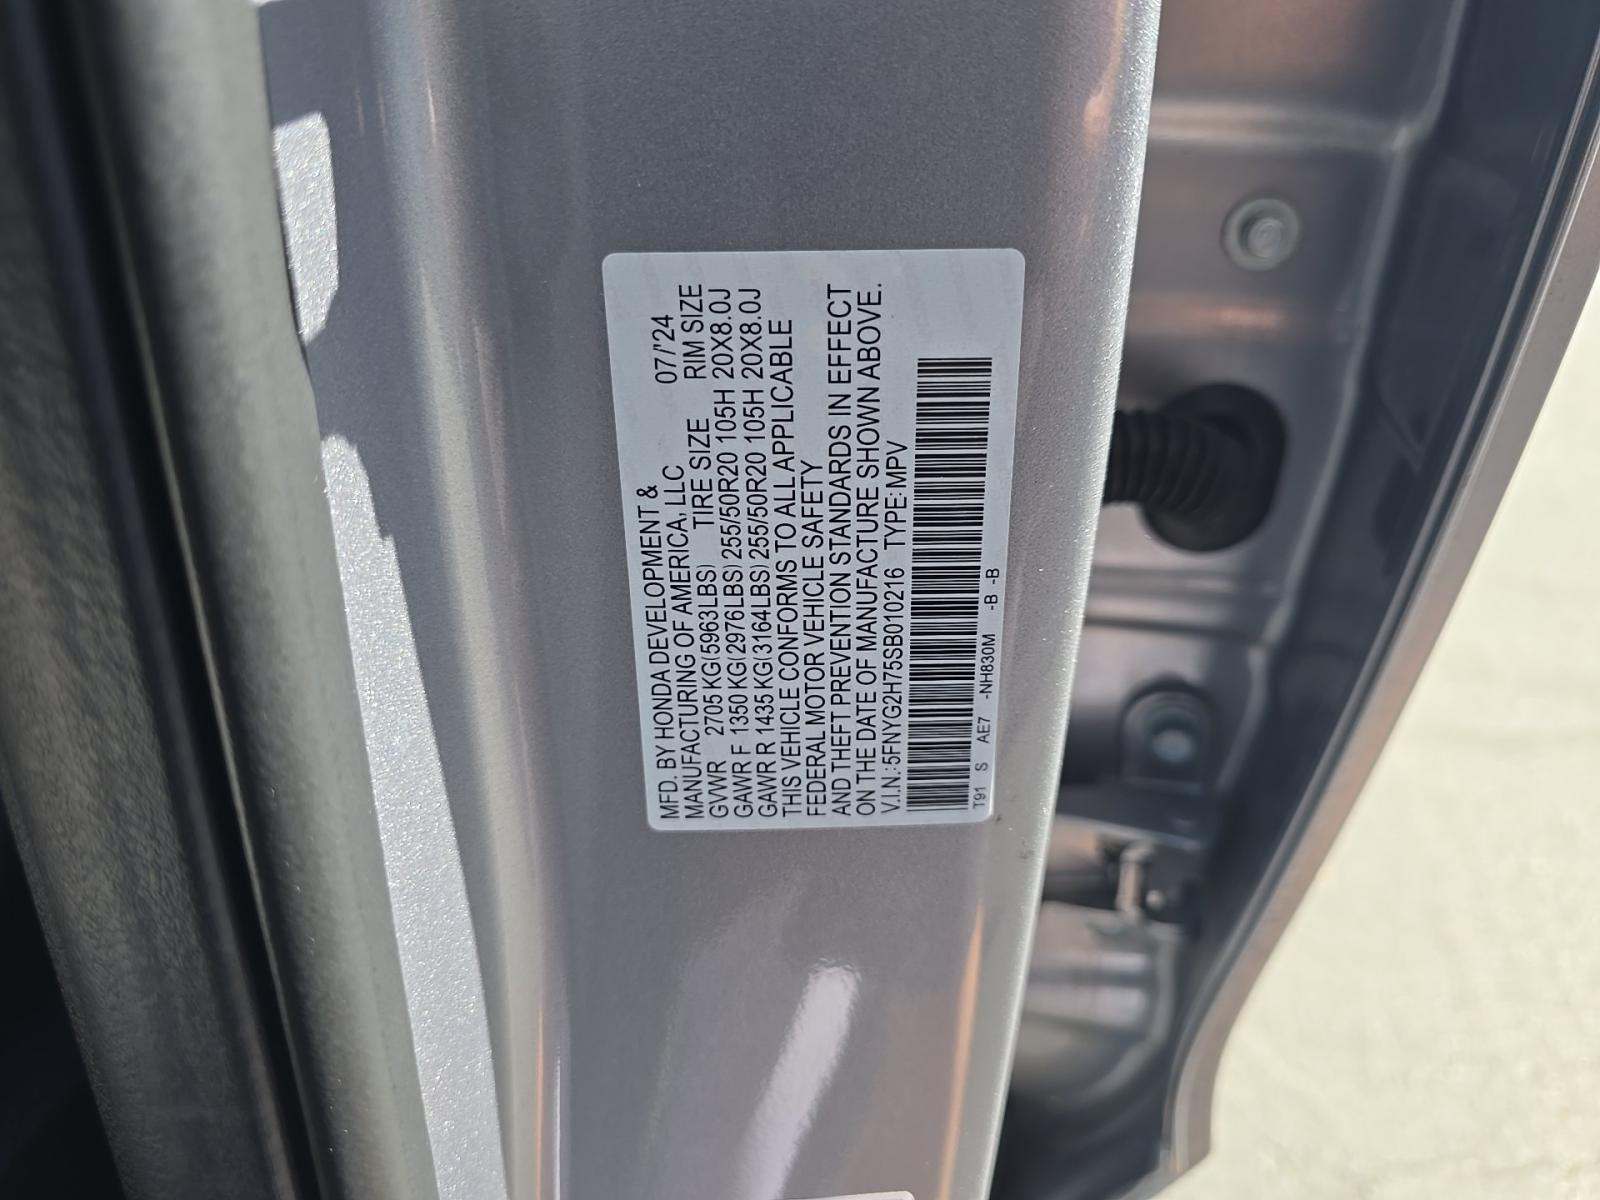 MFD. BY HONDA DEVELOPMENT & 07/'24
MANUFACTURING OF AMERICA, LLC
GVWR 2705 KG(5963LBS) TIRE SIZE RIM SIZE
GAWR F 1350 KG(2976LBS) 255/50R20 105H 20X8.0J
GAWR R 1435 KG(3164LBS) 255/50R20 105H 20X8.0J
THIS VEHICLE CONFORMS TO ALL APPLICABLE
FEDERAL MOTOR VEHICLE SAFETY
AND THEFT PREVENTION STANDARDS IN EFFECT
ON THE DATE OF MANUFACTURE SHOWN ABOVE.
V.I.N.:5FNYG2H75SB010216 TYPE:MPV
T91 S AE7 -NH830M -B -B